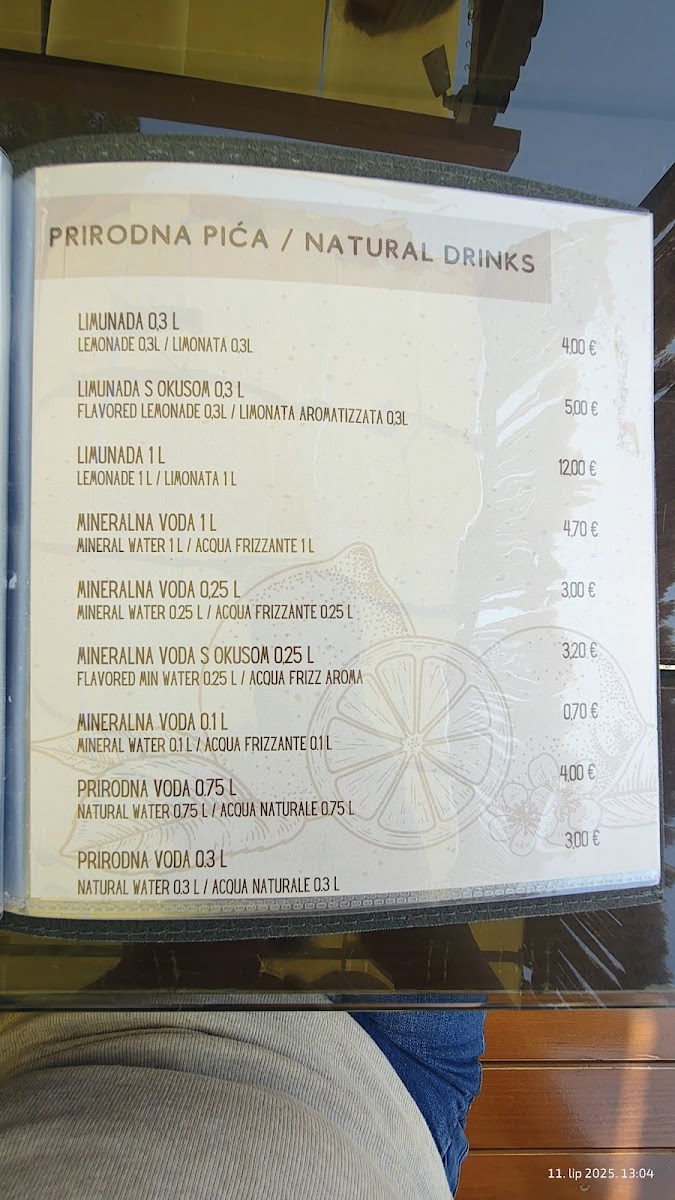 PRIRODNA PIĆA / NATURAL DRINKS
LIMUNADA 0,3 L
LEMONADE 0,3L / LIMONATA 0,3L
4,00 €
LIMUNADA S OKUSOM 0,3 L
FLAVORED LEMONADE 0,3L / LIMONATA AROMATIZZATA 0,3L
5,00 €
LIMUNADA 1 L
LEMONADE 1 L / LIMONATA 1 L
12,00 €
MINERALNA VODA 1 L
MINERAL WATER 1 L / ACQUA FRIZZANTE 1 L
4,70 €
MINERALNA VODA 0,25 L
MINERAL WATER 0.25 L / ACQUA FRIZZANTE 0.25 L
3,00 €
MINERALNA VODA S OKUSOM 0,25 L
FLAVORED MIN WATER 0.25 L / ACQUA FRIZZ AROMA
3,20 €
MINERALNA VODA 0.1 L
MINERAL WATER 0.1 L / ACQUA FRIZZANTE 0.1 L
0,70 €
PRIRODNA VODA 0.75 L
NATURAL WATER 0.75 L / ACQUA NATURALE 0.75 L
4,00 €
PRIRODNA VODA 0.3 L
NATURAL WATER 0.3 L / ACQUA NATURALE 0.3 L
3,00 €
11. lip 2025. 13:04